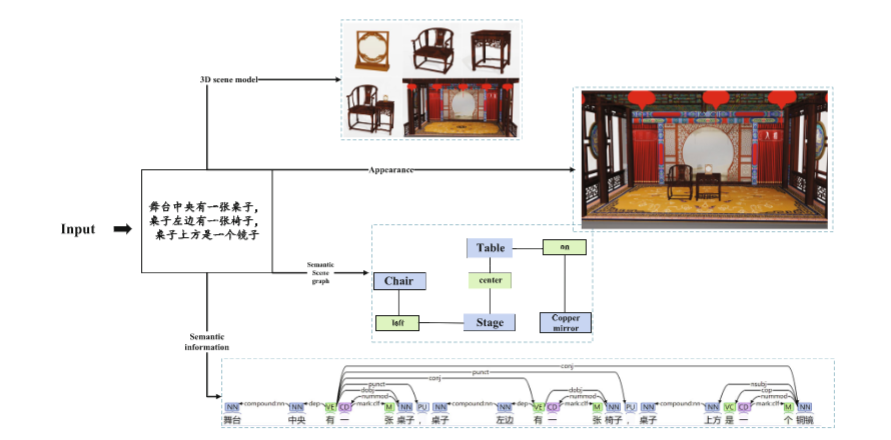 3D scene model
Appearance
Input
舞台中央有一张桌子，
桌子左边有一张椅子，
桌子上方是一个镜子
Semantic
Scene
graph
Table
on
Chair
center
left
Stage
Copper
mirror
Semantic
information
conj
punct
conj
nsubj
punct
cop
dobj
dobj
nummod
nummod
nummod
NN compound:nn NN dep VE CD mark:clf M NN PU NN compound:nn NN VE CD mark:clf M NN PU NN NN VC CD mark:clf M NN
舞台 中央 有 一 张 桌子 ， 桌子 左边 有 一 张 椅子 ， 桌子 上方 是 一 个 铜镜